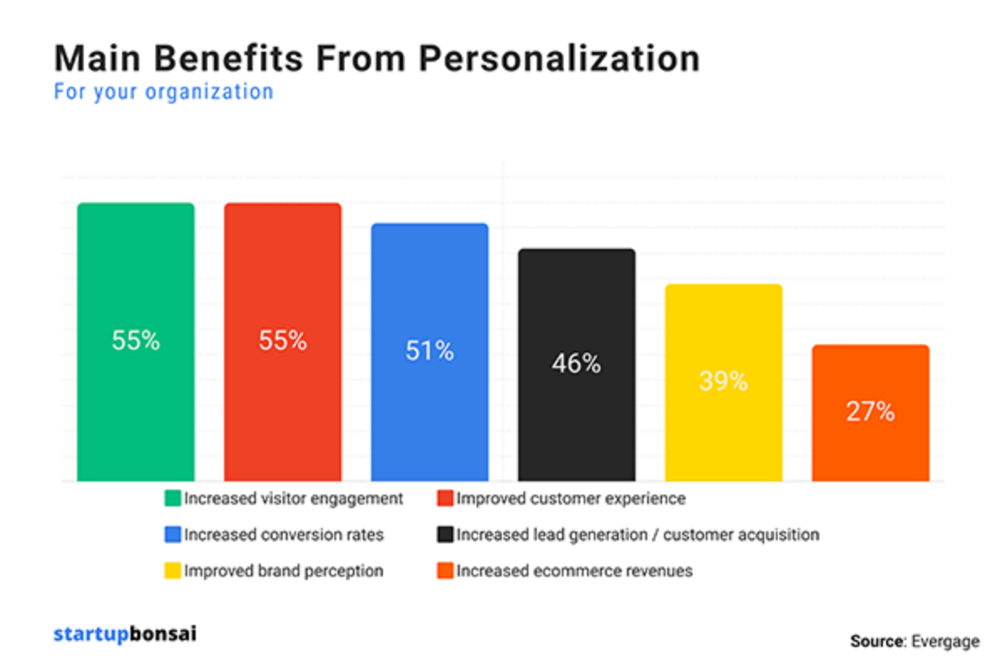 Main Benefits From Personalization
For your organization
55%
55%
51%
46%
39%
27%
Increased visitor engagement
Improved customer experience
Increased conversion rates
Increased lead generation / customer acquisition
Improved brand perception
Increased ecommerce revenues
startupbonsai
Source: Evergage